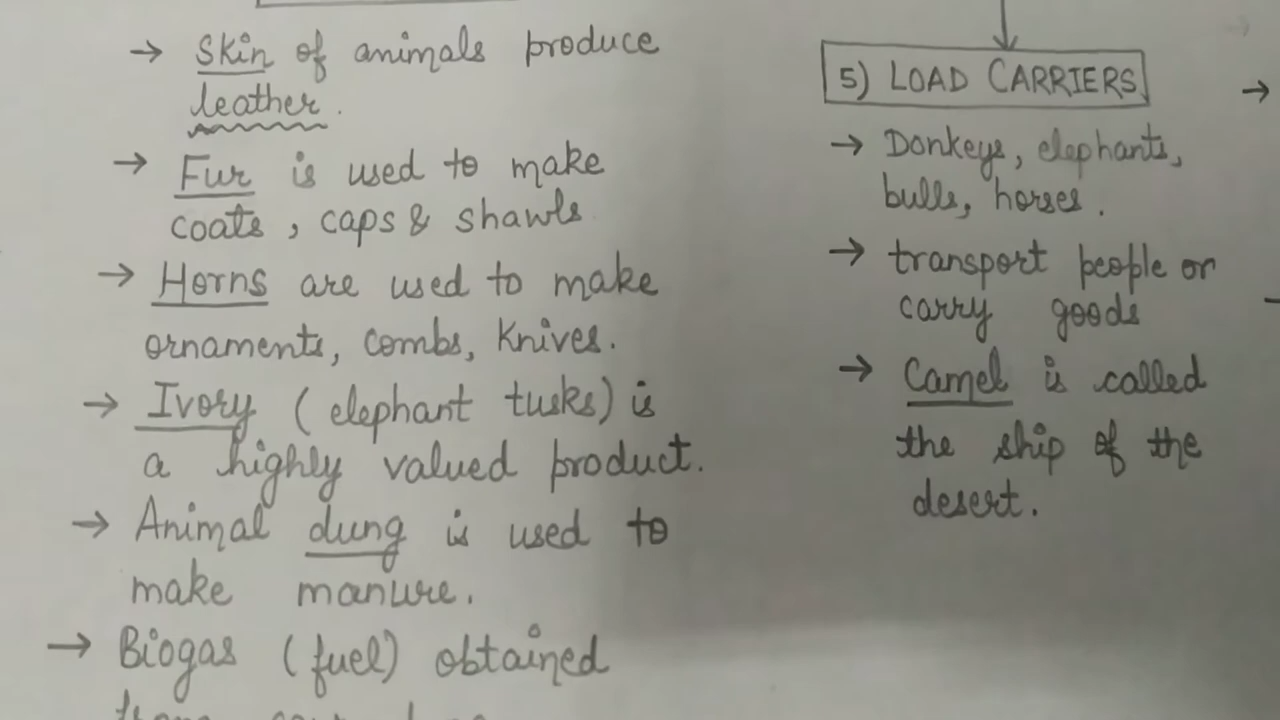 → Skin of animals produce
leather.
→ Fur is used to make
coats, caps & shawls
→ Horns are used to make
ornaments, combs, Knives.
→ Ivory (elephant tusks) is
a highly valued product.
→ Animal dung is used to
make manure.
→ Biogas (fuel) obtained
5) LOAD CARRIERS
→ Donkeys, elephants,
bulls, horses.
→ transport people or
carry goods
→ Camel is called
the ship of the
desert.